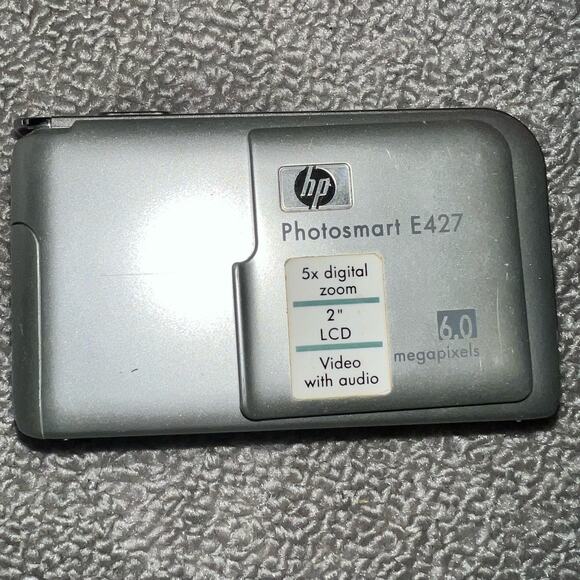 hp
Photosmart E427
5x digital
zoom
2"
LCD
Video
with audio
6.0
megapixels